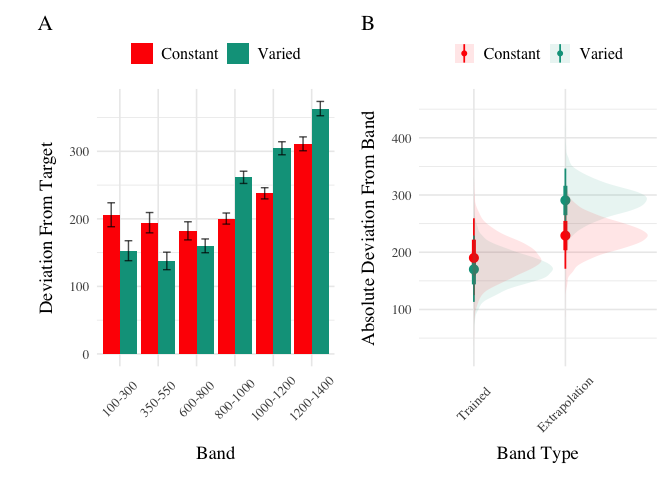 A
Constant
Varied
Deviation From Target
300
200
100
0
100-300
350-550
600-800
800-1000
1000-1200
1200-1400
Band
B
Constant
Varied
Absolute Deviation From Band
400
300
200
100
Trained
Extrapolation
Band Type